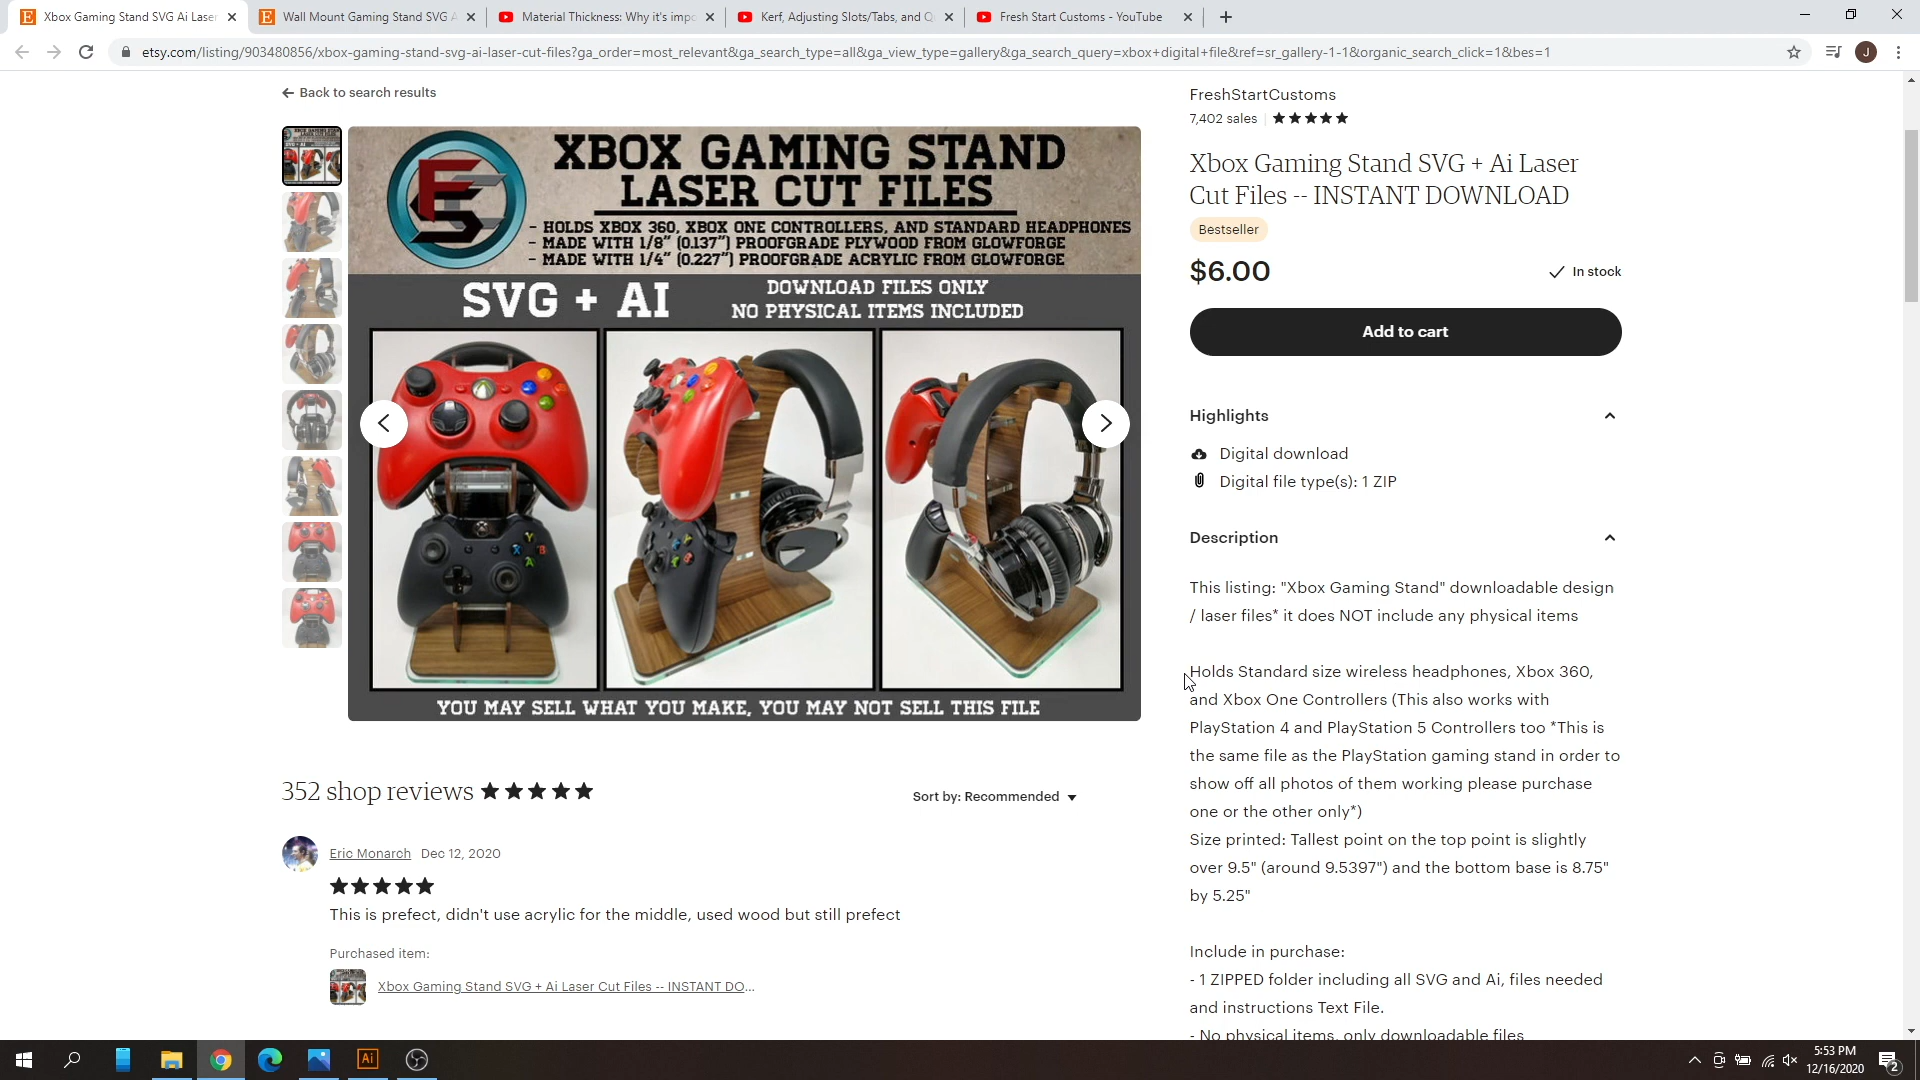 Xbox Gaming Stand SVG Ai Laser
Wall Mount Gaming Stand SVG A
Material Thickness: Why it's impo
Kerf, Adjusting Slots/Tabs, and Q
Fresh Start Customs - YouTube
etsy.com/listing/903480856/xbox-gaming-stand-svg-ai-laser-cut-files?ga_order=most_relevant&ga_search_type=all&ga_view_type=gallery&ga_search_query=xbox+digital+file&ref=sr_gallery-1-1&organic_search_click=1&bes=1
J
Back to search results
XBOX GAMING STAND
LASER CUT FILES
- HOLDS XBOX 360, XBOX ONE CONTROLLERS, AND STANDARD HEADPHONES
- MADE WITH 1/8" (0.137") PROOFGRADE PLYWOOD FROM GLOWFORGE
- MADE WITH 1/4" (0.227") PROOFGRADE ACRYLIC FROM GLOWFORGE
SVG + AI
DOWNLOAD FILES ONLY
NO PHYSICAL ITEMS INCLUDED
YOU MAY SELL WHAT YOU MAKE, YOU MAY NOT SELL THIS FILE
352 shop reviews
Sort by: Recommended
Eric Monarch Dec 12, 2020
This is prefect, didn't use acrylic for the middle, used wood but still prefect
Purchased item:
Xbox Gaming Stand SVG + Ai Laser Cut Files -- INSTANT DO...
FreshStartCustoms
7,402 sales
Xbox Gaming Stand SVG + Ai Laser
Cut Files -- INSTANT DOWNLOAD
Bestseller
$6.00
In stock
Add to cart
Highlights
Digital download
Digital file type(s): 1 ZIP
Description
This listing: "Xbox Gaming Stand" downloadable design
/ laser files* it does NOT include any physical items
Holds Standard size wireless headphones, Xbox 360,
and Xbox One Controllers (This also works with
PlayStation 4 and PlayStation 5 Controllers too *This is
the same file as the PlayStation gaming stand in order to
show off all photos of them working please purchase
one or the other only*)
Size printed: Tallest point on the top point is slightly
over 9.5" (around 9.5397") and the bottom base is 8.75"
by 5.25"
Include in purchase:
- 1 ZIPPED folder including all SVG and Ai, files needed
and instructions Text File.
- No physical items, only downloadable files
Ai
5:53 PM
12/16/2020
2